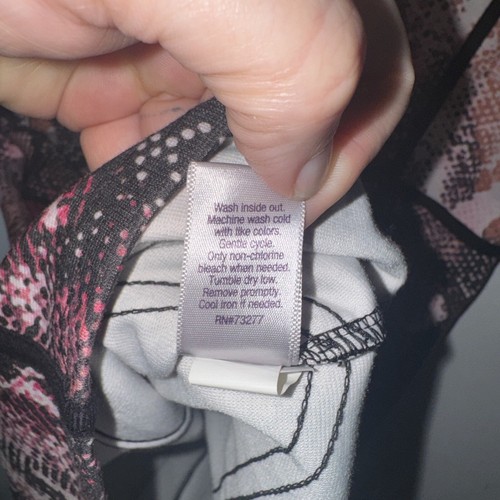 Wash inside out.
Machine wash cold
with like colors.
Gentle cycle.
Only non-chlorine
bleach when needed.
Tumble dry low.
Remove promptly.
Cool iron if needed.
RN#73277